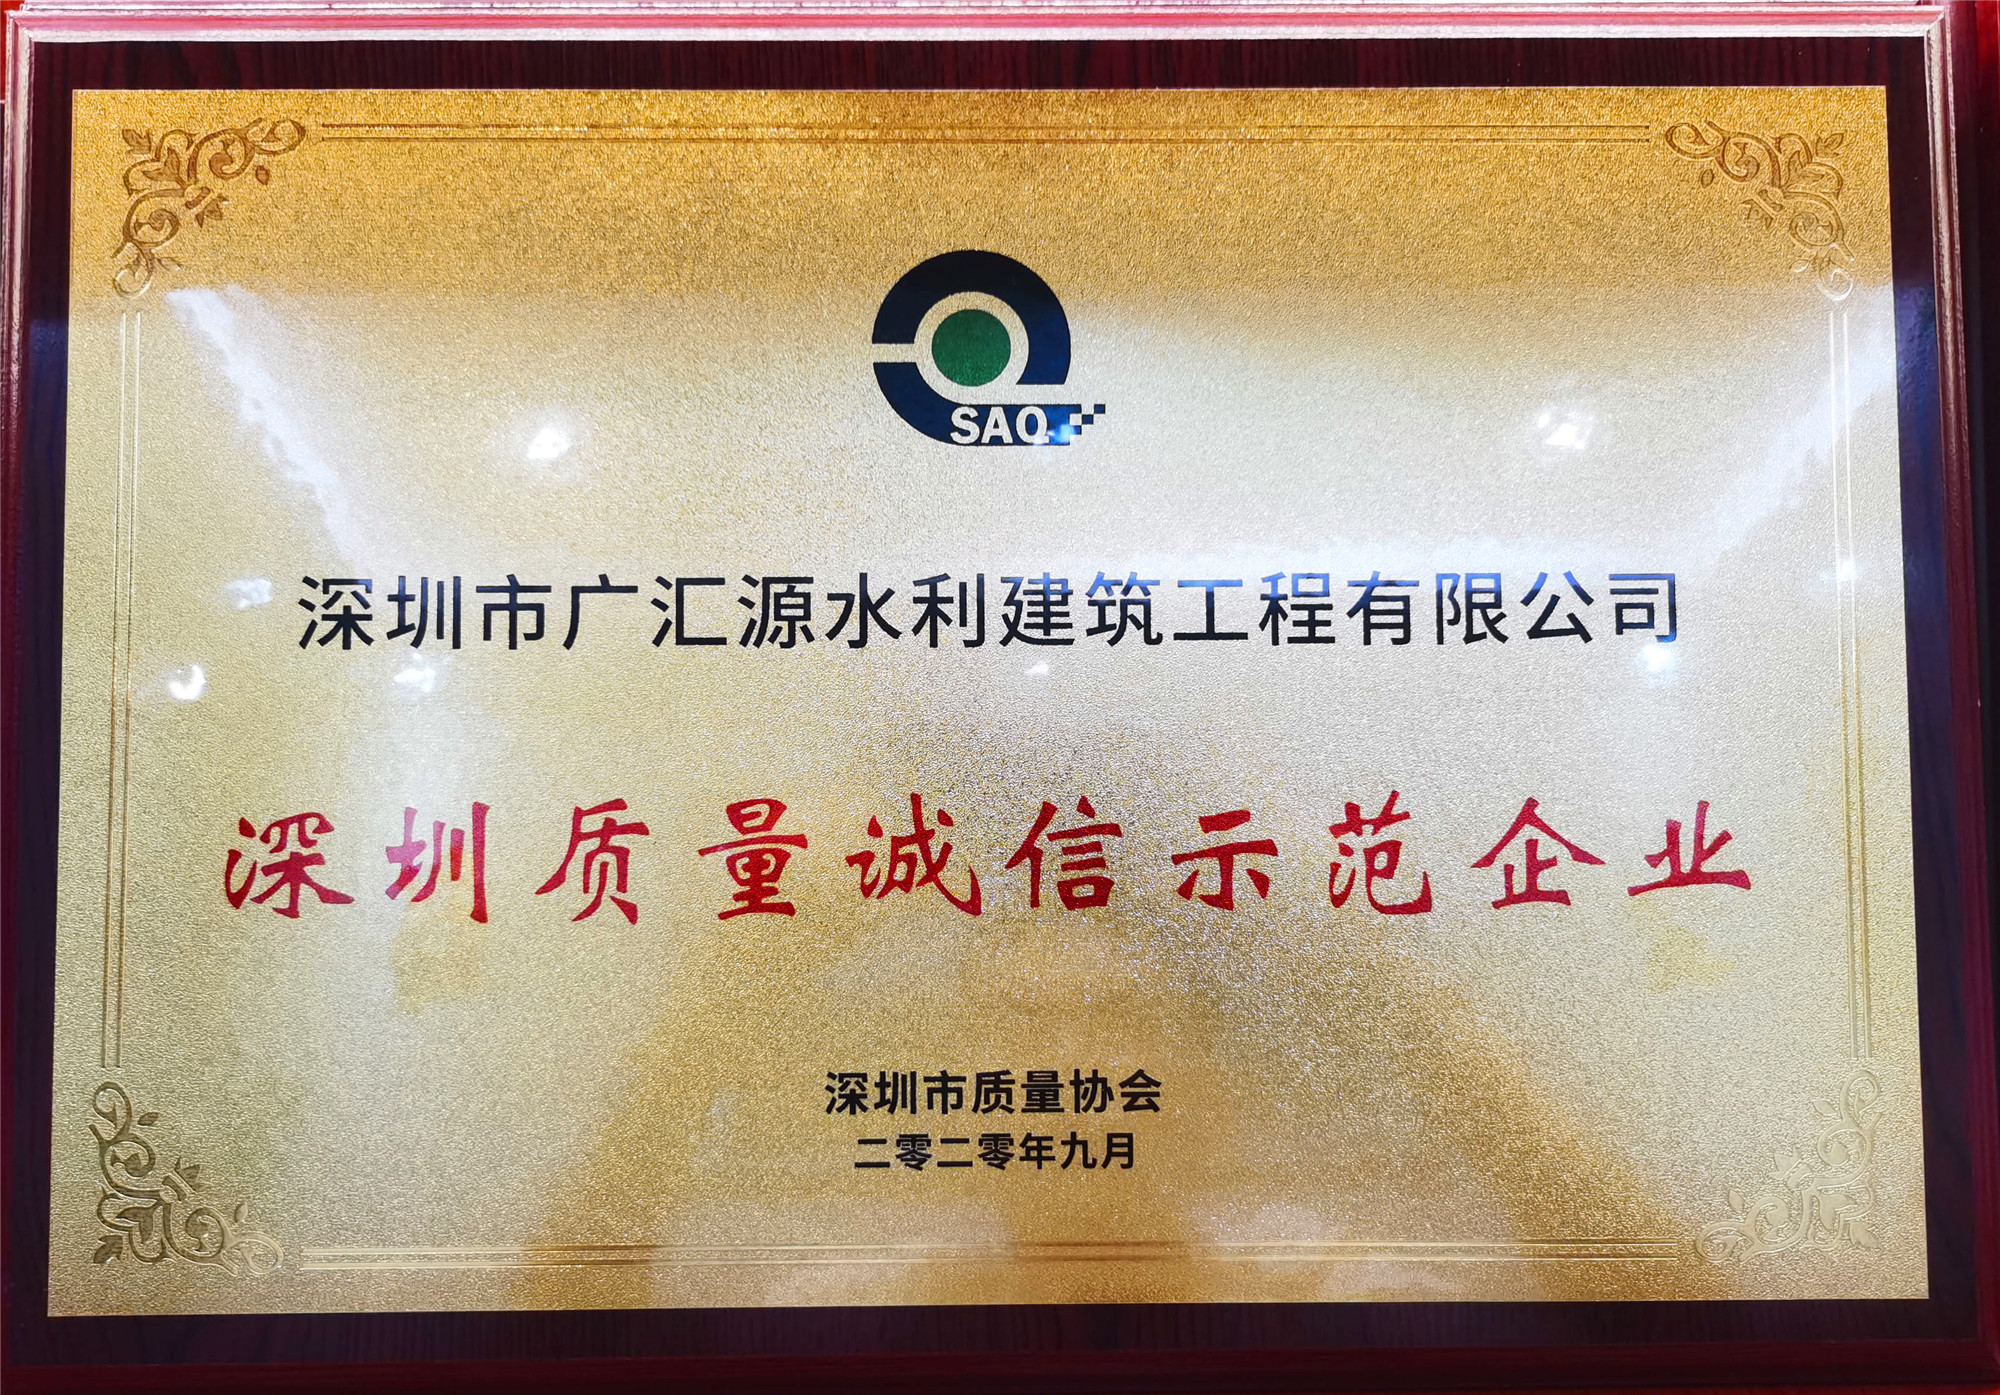 SAQ
深圳市广汇源水利建筑工程有限公司
深圳质量诚信示范企业
深圳市质量协会
二零二零年九月